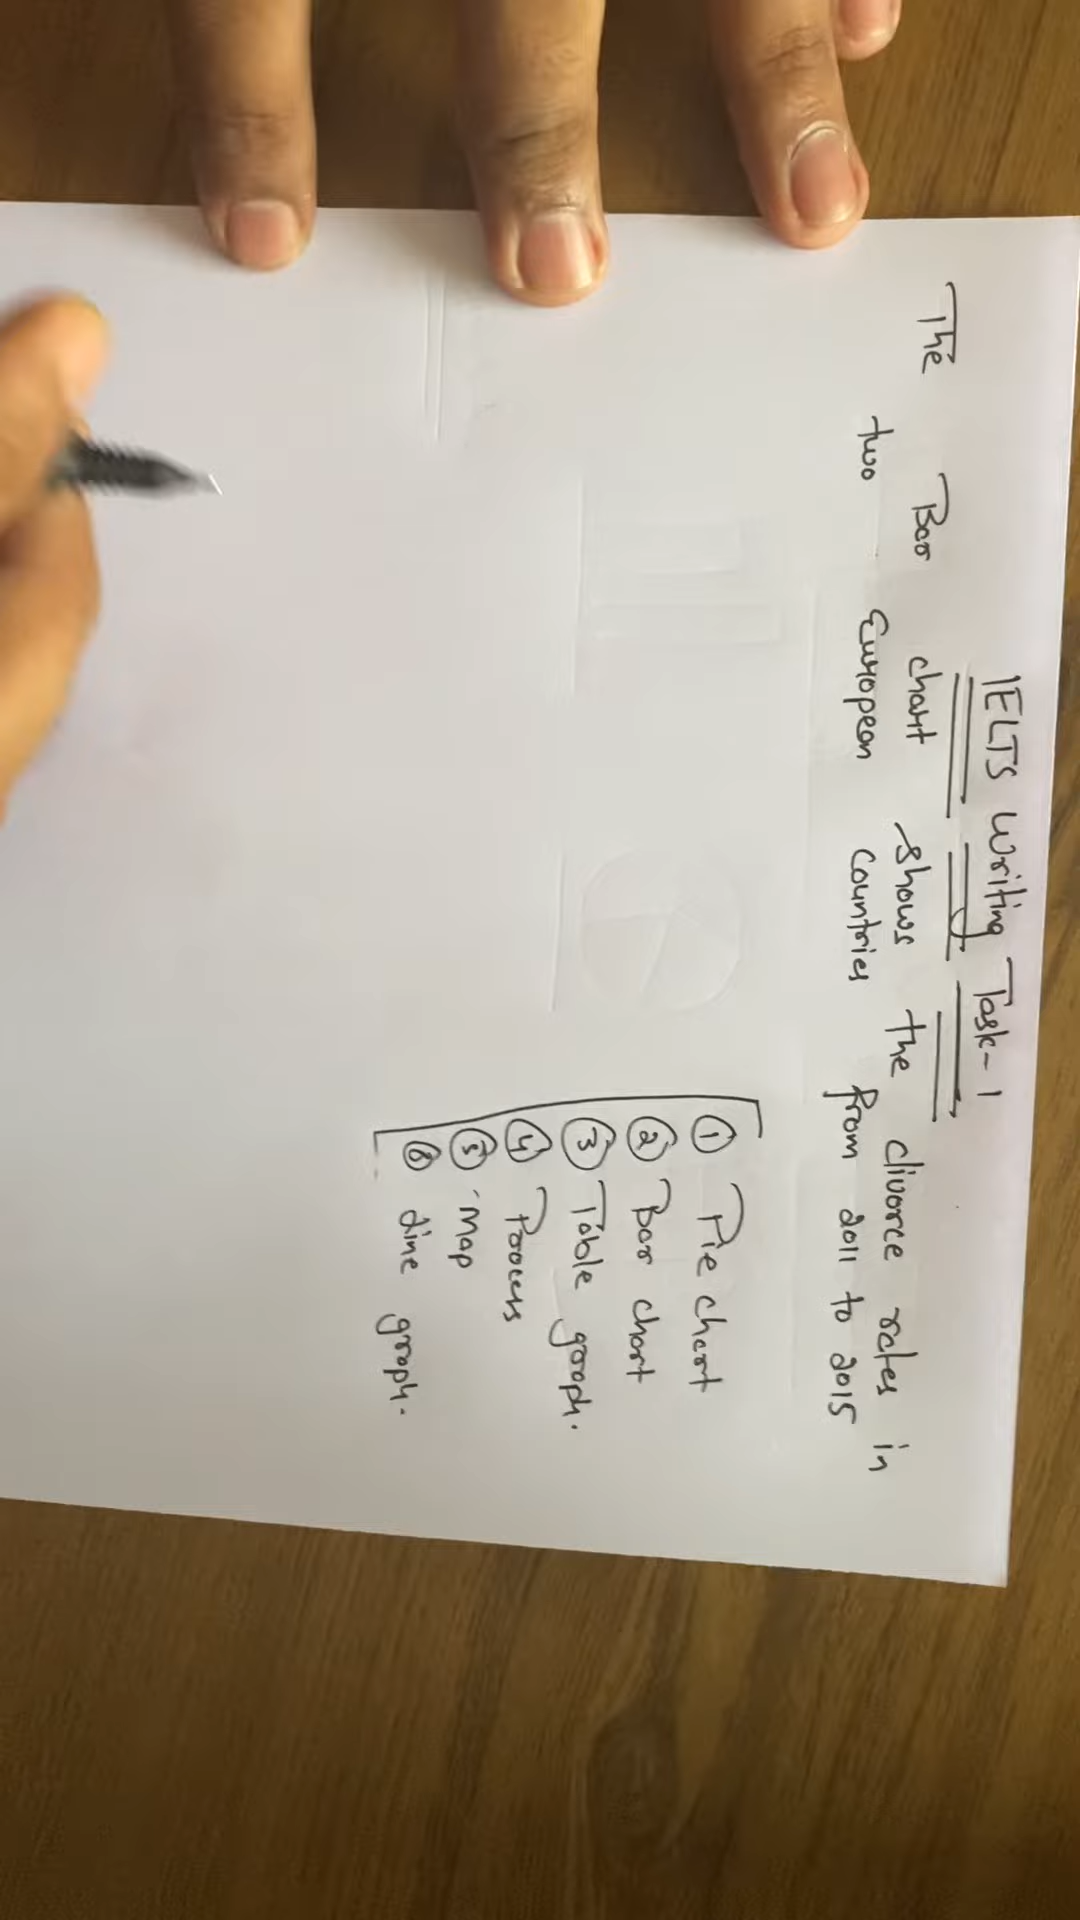 IELTS Writing Task-1
The Bar chart shows the divorce rates in
two European countries from 2011 to 2015
① Pie chart
② Bar chart
③ Table graph.
④ Process
⑤ Map
⑥ Line graph.